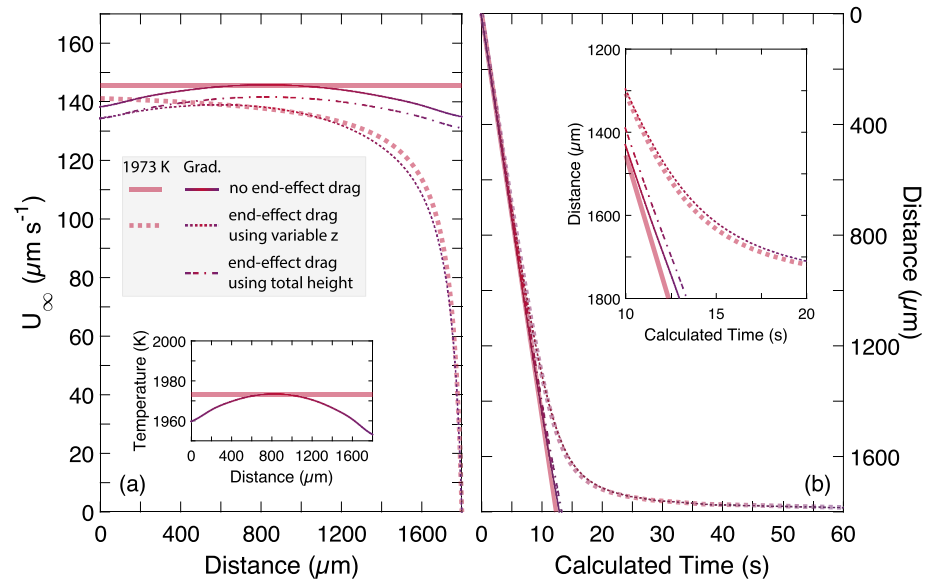 160
140
120
100
80
60
40
20
0
U∞ (µm s⁻¹)
1973 K Grad.
no end-effect drag
end-effect drag
using variable z
end-effect drag
using total height
2000
1980
1960
Temperature (K)
0 400 800 1200 1600
Distance (µm)
(a)
0 400 800 1200 1600
Distance (µm)
1200
1400
1600
1800
Distance (µm)
10 15 20
Calculated Time (s)
0
400
800
1200
1600
Distance (µm)
(b)
0 10 20 30 40 50 60
Calculated Time (s)